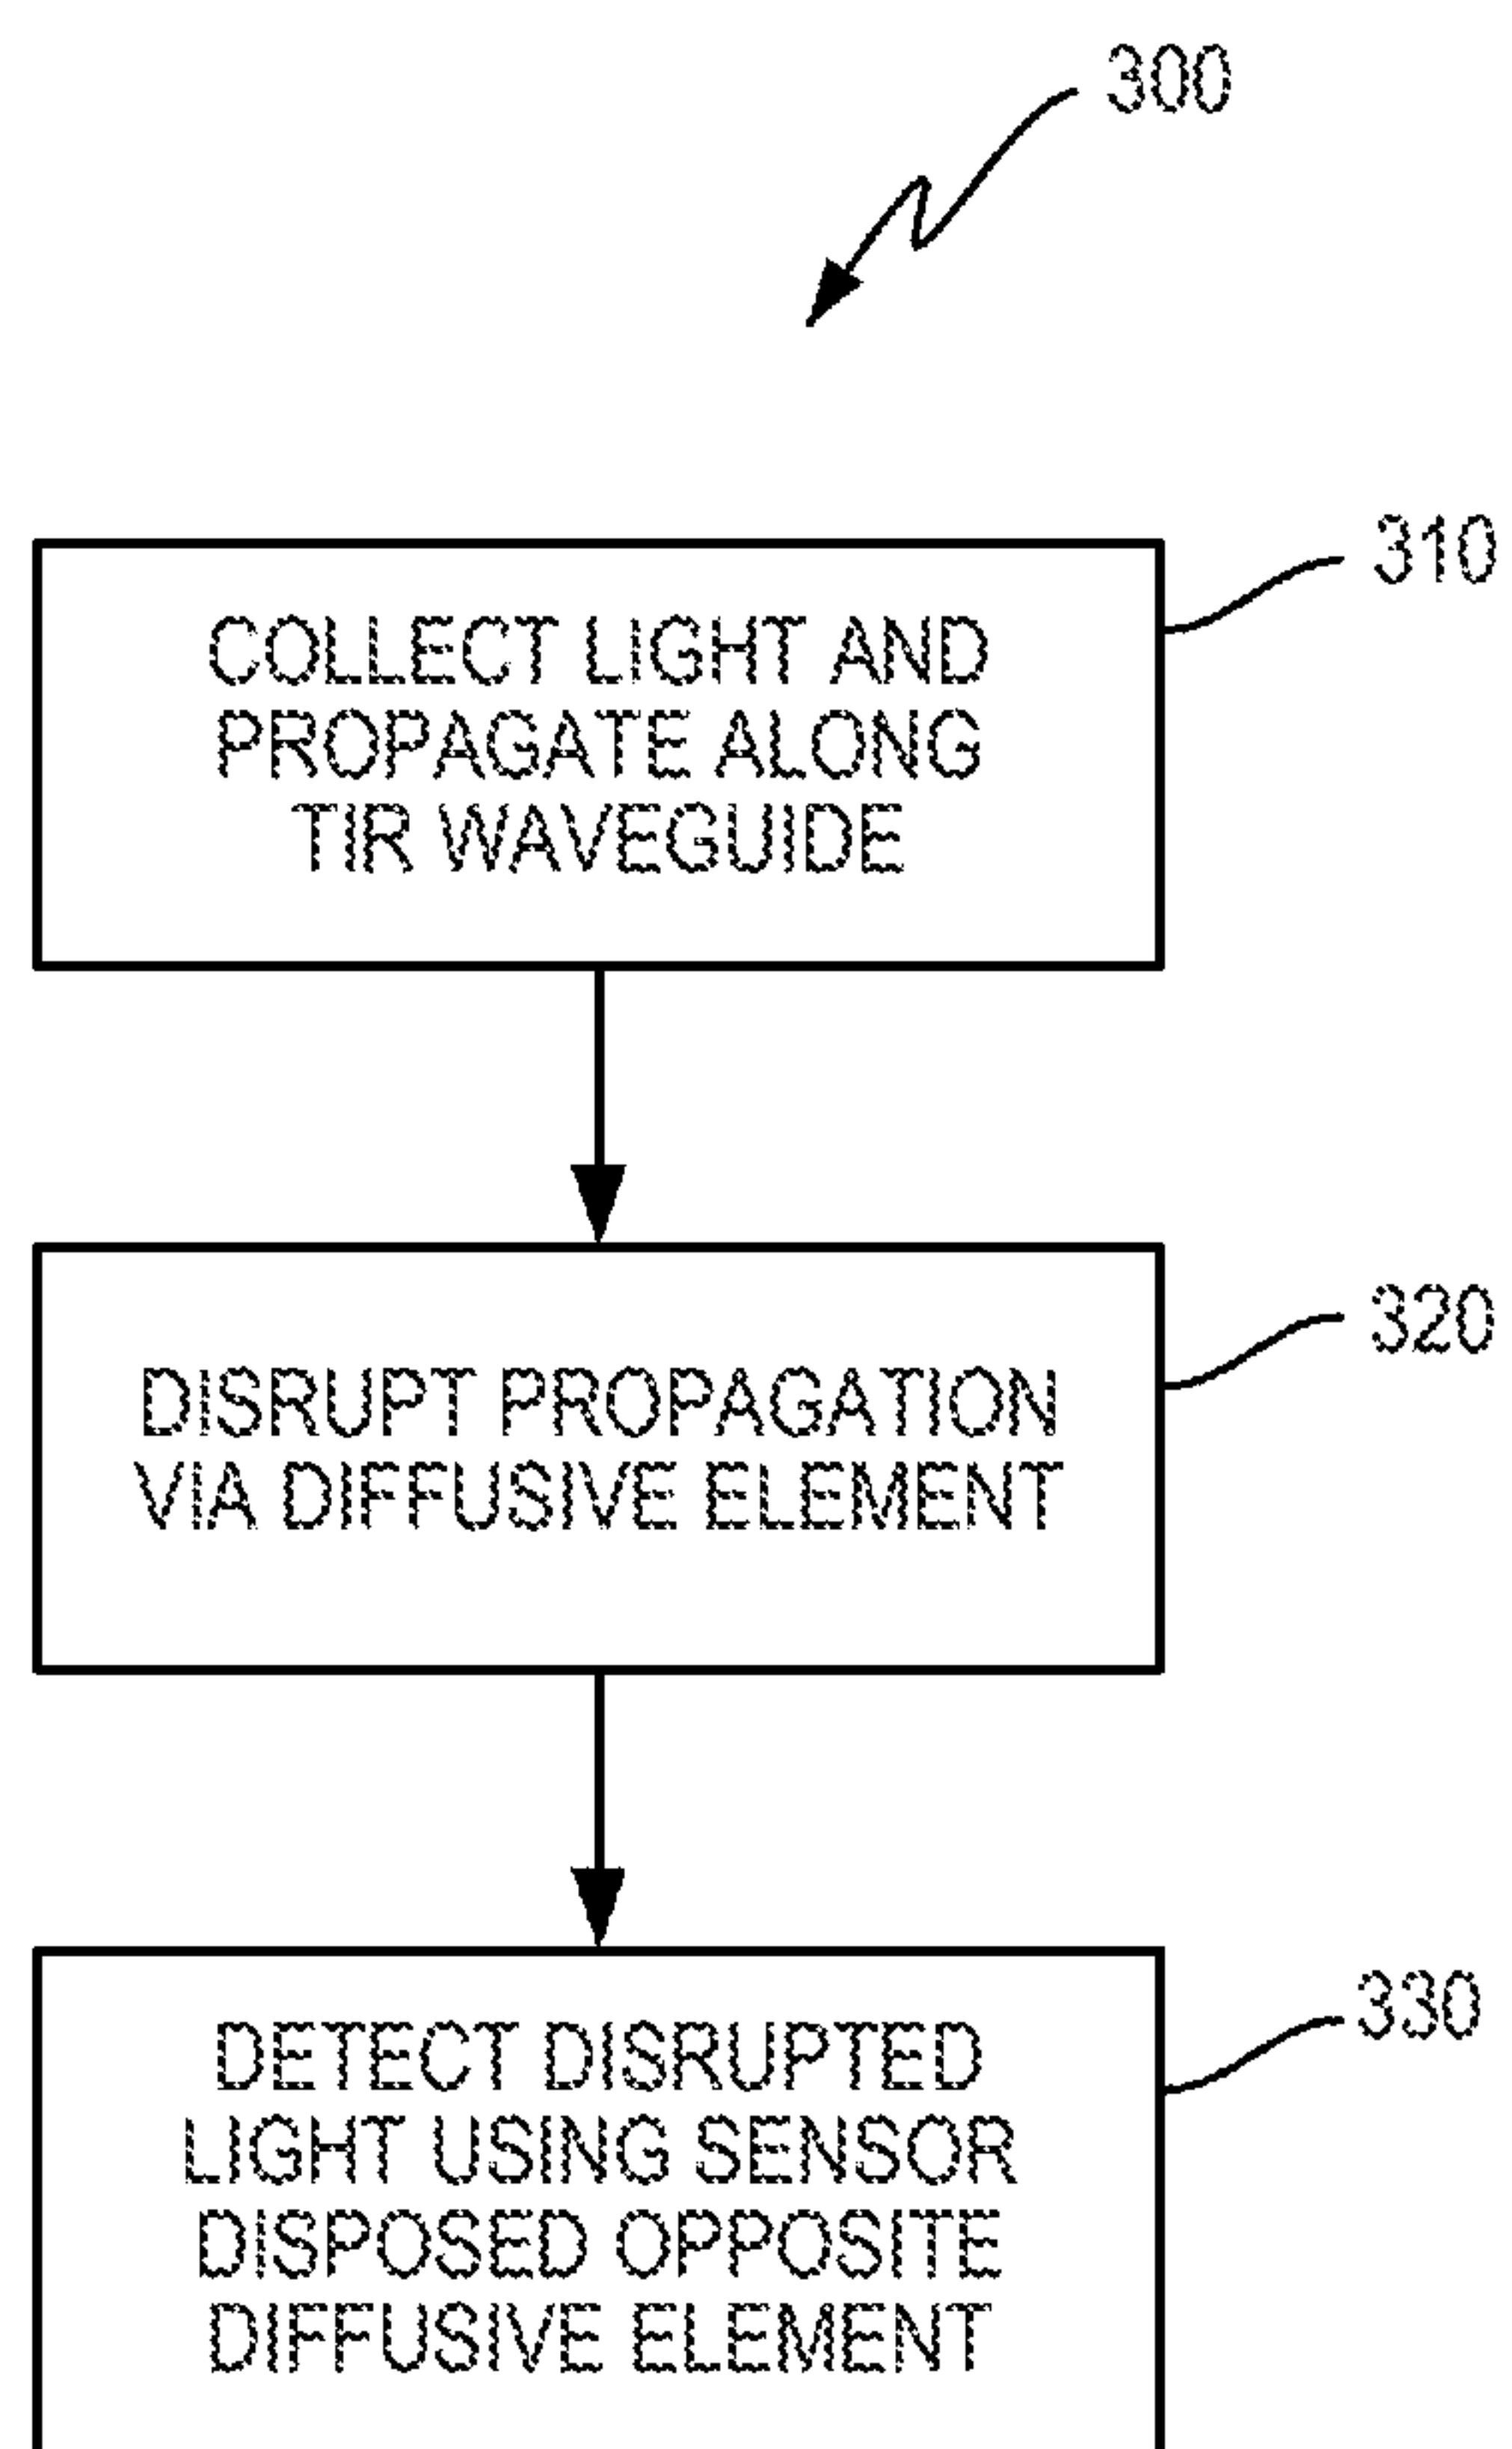 300
310
COLLECT LIGHT AND
PROPAGATE ALONG
TIR WAVEGUIDE
320
DISRUPT PROPAGATION
VIA DIFFUSIVE ELEMENT
330
DETECT DISRUPTED
LIGHT USING SENSOR
DISPOSED OPPOSITE
DIFFUSIVE ELEMENT